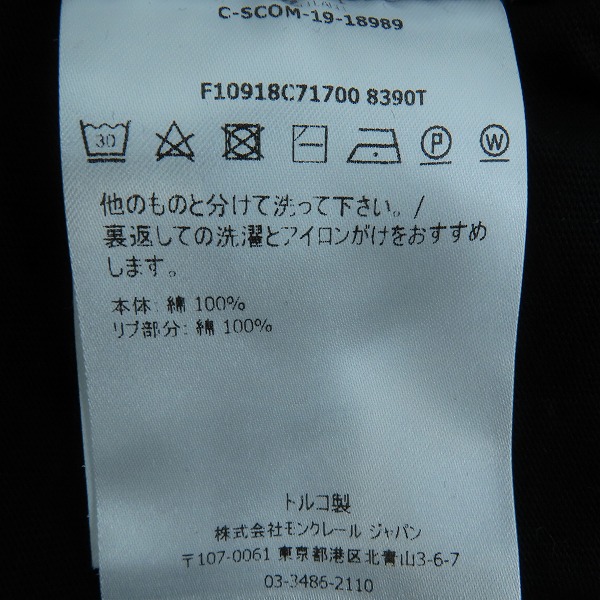 C-SCOM-19-18989
F10918C71700 8390T
30 P W
他のものと分けて洗って下さい。/
裏返しての洗濯とアイロンがけをおすすめ
します。
本体: 綿 100%
リブ部分: 綿 100%
トルコ製
株式会社モンクレール ジャパン
〒107-0061 東京都港区北青山3-6-7
03-3486-2110